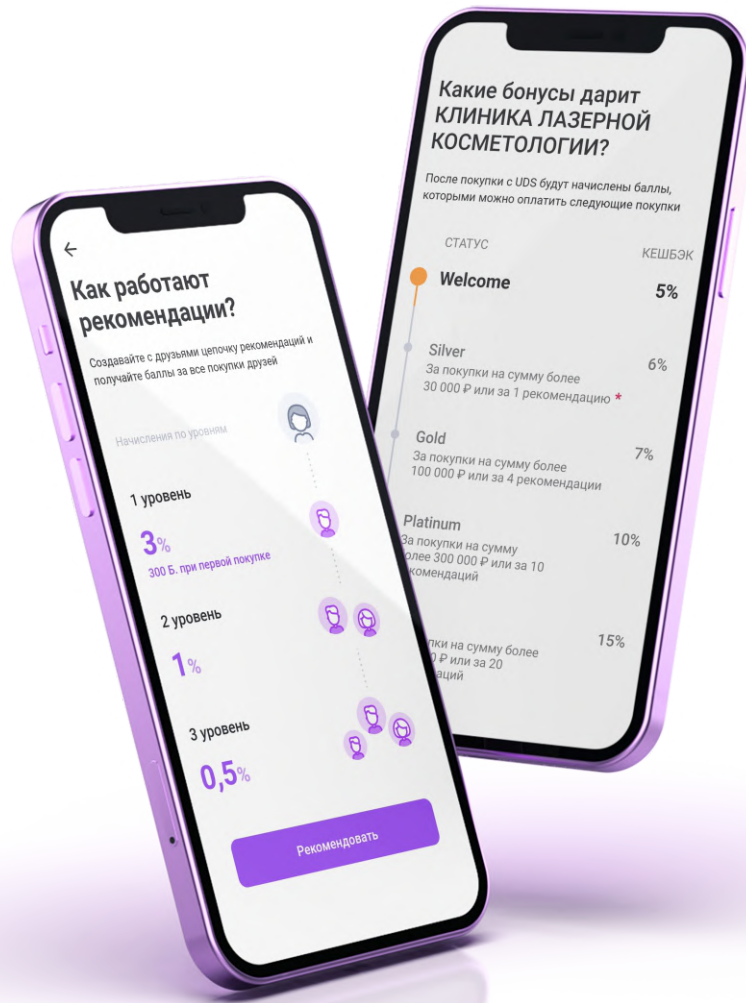 Как работают
рекомендации?
Создавайте с друзьями цепочку рекомендаций и
получайте баллы за все покупки друзей
Начисления по уровням
1 уровень
3%
300 Б. при первой покупке
2 уровень
1%
3 уровень
0,5%
Рекомендовать
Какие бонусы дарит
КЛИНИКА ЛАЗЕРНОЙ
КОСМЕТОЛОГИИ?
После покупки с UDS будут начислены баллы,
которыми можно оплатить следующие покупки
СТАТУС КЕШБЭК
Welcome 5%
Silver 6%
За покупки на сумму более
30 000 ₽ или за 1 рекомендацию *
Gold 7%
За покупки на сумму более
100 000 ₽ или за 4 рекомендации
Platinum 10%
За покупки на сумму
более 300 000 ₽ или за 10
рекомендаций
15%
на сумму более
₽ или за 20